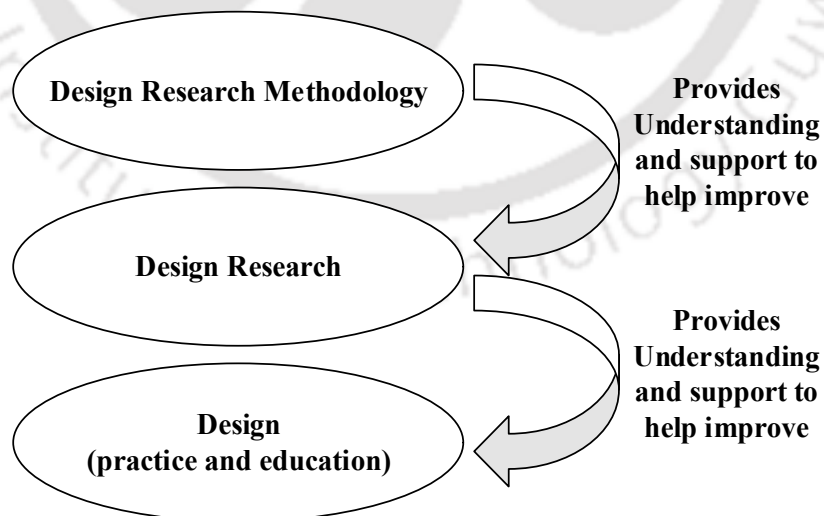 Design Research Methodology
Provides
Understanding
and support to
help improve
Design Research
Provides
Understanding
and support to
help improve
Design
(practice and education)